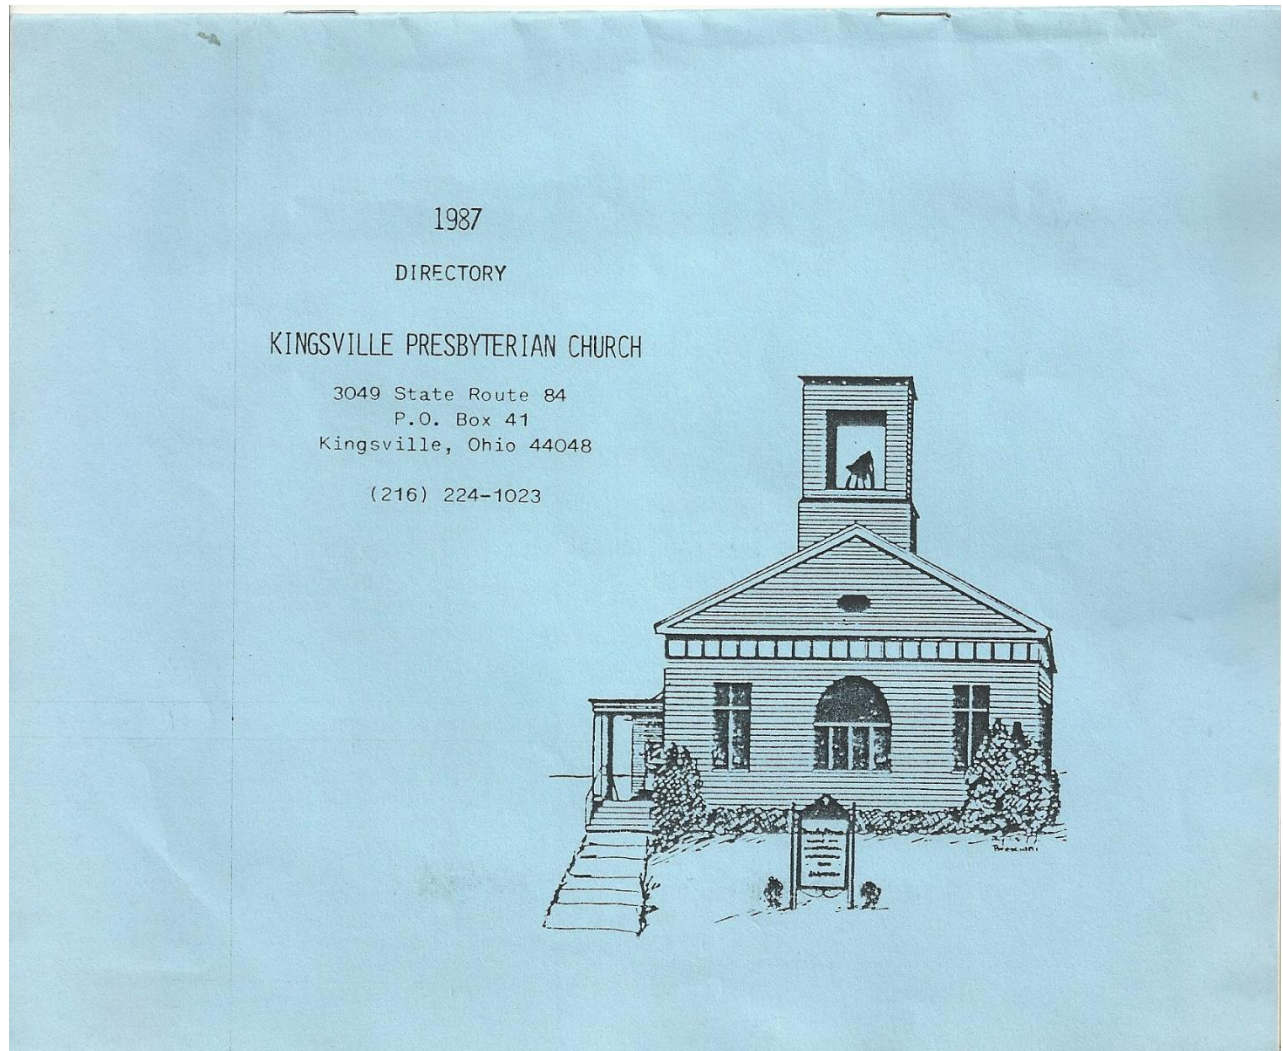 1987
DIRECTORY
KINGSVILLE PRESBYTERIAN CHURCH
3049 State Route 84
P.O. Box 41
Kingsville, Ohio 44048
(216) 224-1023